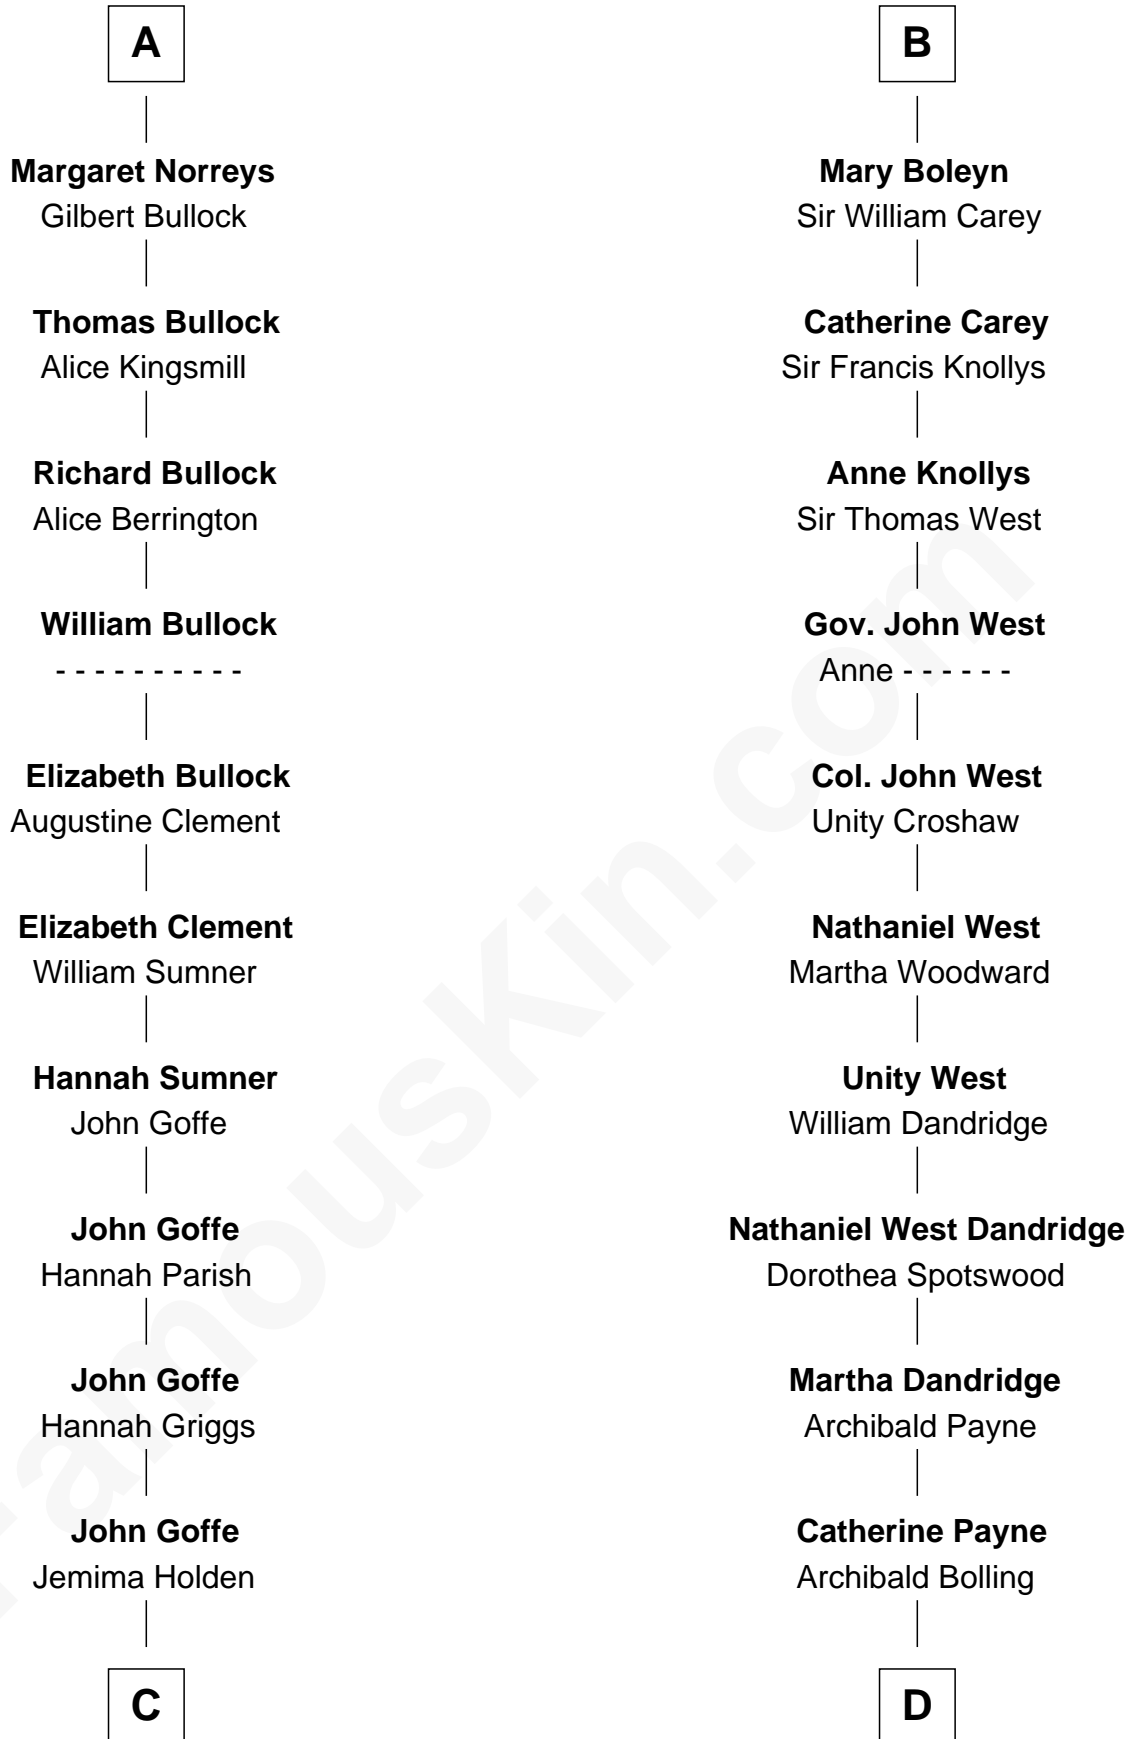 A
Margaret Norreys
Gilbert Bullock
Thomas Bullock
Alice Kingsmill
Richard Bullock
Alice Berrington
William Bullock
- - - - - - - - - -
Elizabeth Bullock
Augustine Clement
Elizabeth Clement
William Sumner
Hannah Sumner
John Goffe
John Goffe
Hannah Parish
John Goffe
Hannah Griggs
John Goffe
Jemima Holden
C
B
Mary Boleyn
Sir William Carey
Catherine Carey
Sir Francis Knollys
Anne Knollys
Sir Thomas West
Gov. John West
Anne - - - - - -
Col. John West
Unity Croshaw
Nathaniel West
Martha Woodward
Unity West
William Dandridge
Nathaniel West Dandridge
Dorothea Spotswood
Martha Dandridge
Archibald Payne
Catherine Payne
Archibald Bolling
D
FamousKin.com